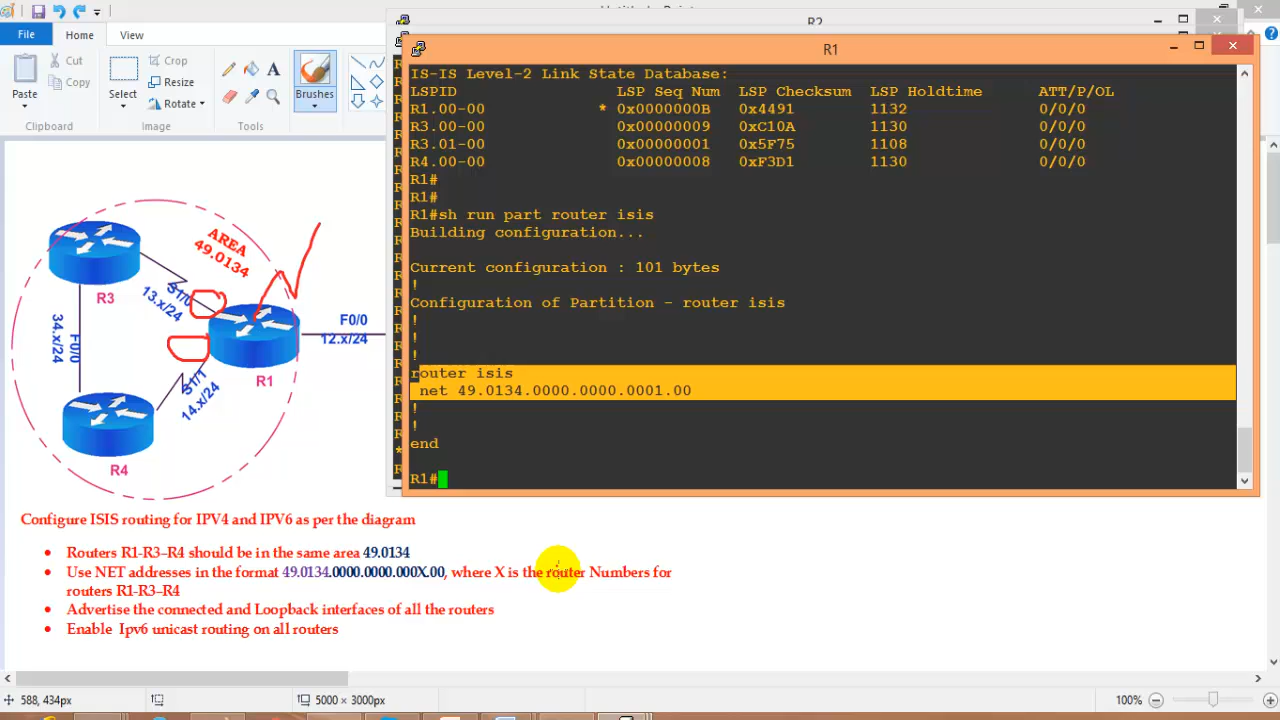 File
Home
View
Paste
Cut
Copy
Clipboard
Select
Crop
Resize
Rotate
Image
Tools
Brushes
Shapes
R2
R1
IS-IS Level-2 Link State Database:
LSPID LSP Seq Num LSP Checksum LSP Holdtime ATT/P/OL
R1.00-00 * 0x0000000B 0x4491 1132 0/0/0
R3.00-00 0x00000009 0xC10A 1130 0/0/0
R3.01-00 0x00000001 0x5F75 1108 0/0/0
R4.00-00 0x00000008 0xF3D1 1130 0/0/0
R1#
R1#
R1#sh run part router isis
Building configuration...
Current configuration : 101 bytes
!
Configuration of Partition - router isis
!
!
!
router isis
net 49.0134.0000.0000.0001.00
!
!
end
R1#
AREA
49.0134
R3
S1/0
13.x/24
F0/0
34.x/24
F0/0
12.x/24
R1
S1/1
14.x/24
R4
Configure ISIS routing for IPV4 and IPV6 as per the diagram
• Routers R1-R3–R4 should be in the same area 49.0134
• Use NET addresses in the format 49.0134.0000.0000.000X.00, where X is the router Numbers for
routers R1-R3–R4
• Advertise the connected and Loopback interfaces of all the routers
• Enable Ipv6 unicast routing on all routers
588, 434px
5000 × 3000px
100%